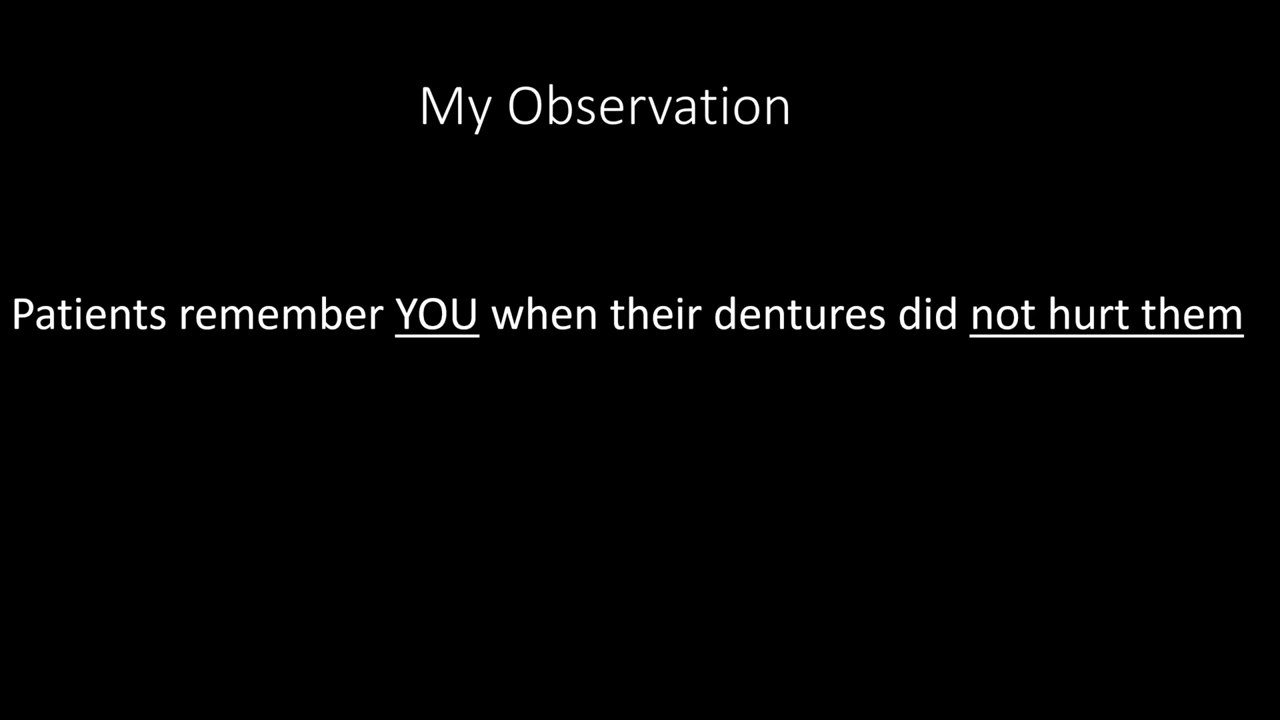 My Observation
Patients remember YOU when their dentures did not hurt them